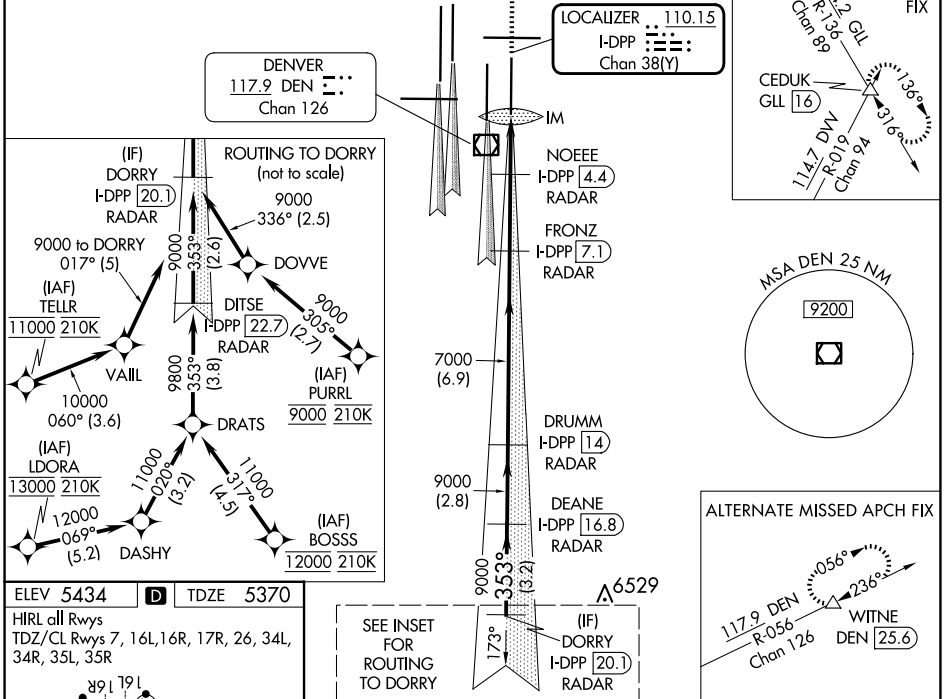 LOCALIZER 110.15
I-DPP
Chan 38(Y)
DENVER
117.9 DEN
Chan 126
FIX
GLL
R-136
Chan 89
CEDUK
GLL 16
136°
316°
114.7 DVV
R-019
Chan 94
IM
NOEEE
I-DPP 4.4
RADAR
FRONZ
I-DPP 7.1
RADAR
7000
(6.9)
DRUMM
I-DPP 14
RADAR
9000
(2.8)
DEANE
I-DPP 16.8
RADAR
9000
353°
(3.2)
173°
6529
(IF)
DORRY
I-DPP 20.1
RADAR
SEE INSET
FOR
ROUTING
TO DORRY
ROUTING TO DORRY
(not to scale)
(IF)
DORRY
I-DPP 20.1
RADAR
9000
336° (2.5)
9000 to DORRY
017° (5)
9000
353°
(2.6)
DOVVE
(IAF)
TELLR
11000 210K
DITSE
I-DPP 22.7
RADAR
9000
305°
(2.7)
VAIIL
9800
353°
(3.8)
(IAF)
PURRL
9000 210K
10000
060° (3.6)
DRATS
(IAF)
LDORA
13000 210K
11000
020°
(3.2)
11000
317°
(4.5)
12000
069°
(5.2)
DASHY
(IAF)
BOSSS
12000 210K
MSA DEN 25 NM
9200
ALTERNATE MISSED APCH FIX
056°
236°
117.9 DEN
R-056
Chan 126
WITNE
DEN 25.6
ELEV 5434
D
TDZE 5370
HIRL all Rwys
TDZ/CL Rwys 7, 16L,16R, 17R, 26, 34L,
34R, 35L, 35R
16R 16L